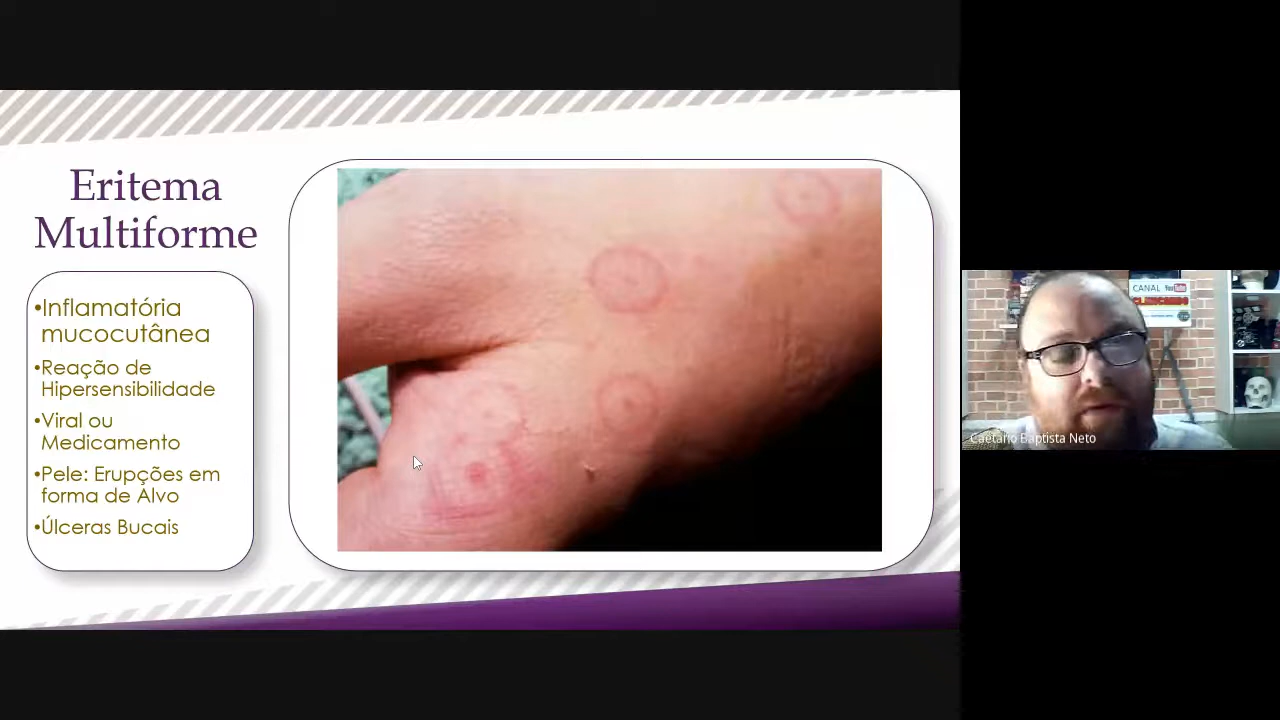 Eritema
Multiforme
•Inflamatória
mucocutânea
•Reação de
Hipersensibilidade
•Viral ou
Medicamento
•Pele: Erupções em
forma de Alvo
•Úlceras Bucais
CANAL YouTube
Caetano Baptista Neto